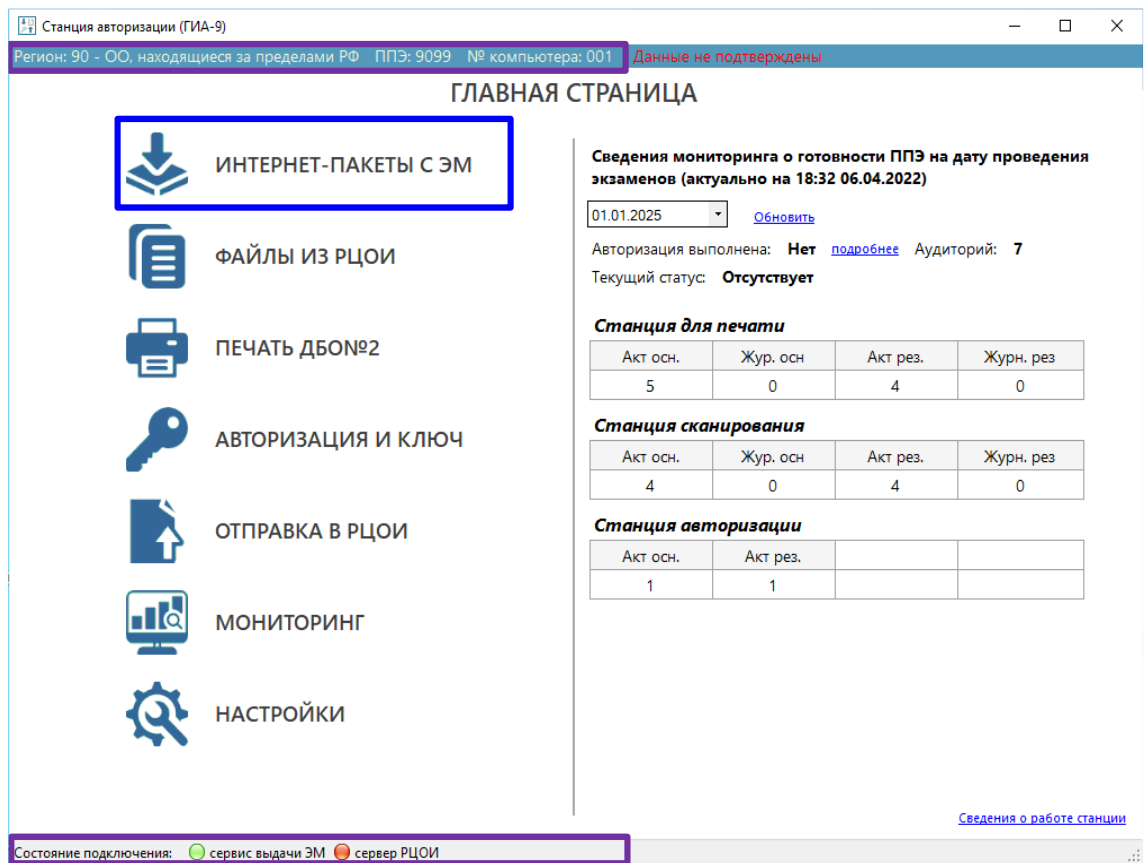 Станция авторизации (ГИА-9)
Регион: 90 - ОО, находящиеся за пределами РФ ППЭ: 9099 № компьютера: 001 Данные не подтверждены
ГЛАВНАЯ СТРАНИЦА
ИНТЕРНЕТ-ПАКЕТЫ С ЭМ
ФАЙЛЫ ИЗ РЦОИ
ПЕЧАТЬ ДБО№2
АВТОРИЗАЦИЯ И КЛЮЧ
ОТПРАВКА В РЦОИ
МОНИТОРИНГ
НАСТРОЙКИ
Сведения мониторинга о готовности ППЭ на дату проведения
экзаменов (актуально на 18:32 06.04.2022)
01.01.2025 Обновить
Авторизация выполнена: Нет подробнее Аудиторий: 7
Текущий статус: Отсутствует
Станция для печати
Акт осн. Жур. осн Акт рез. Журн. рез
5 0 4 0
Станция сканирования
Акт осн. Жур. осн Акт рез. Журн. рез
4 0 4 0
Станция авторизации
Акт осн. Акт рез.
1 1
Сведения о работе станции
Состояние подключения: сервис выдачи ЭМ сервер РЦОИ